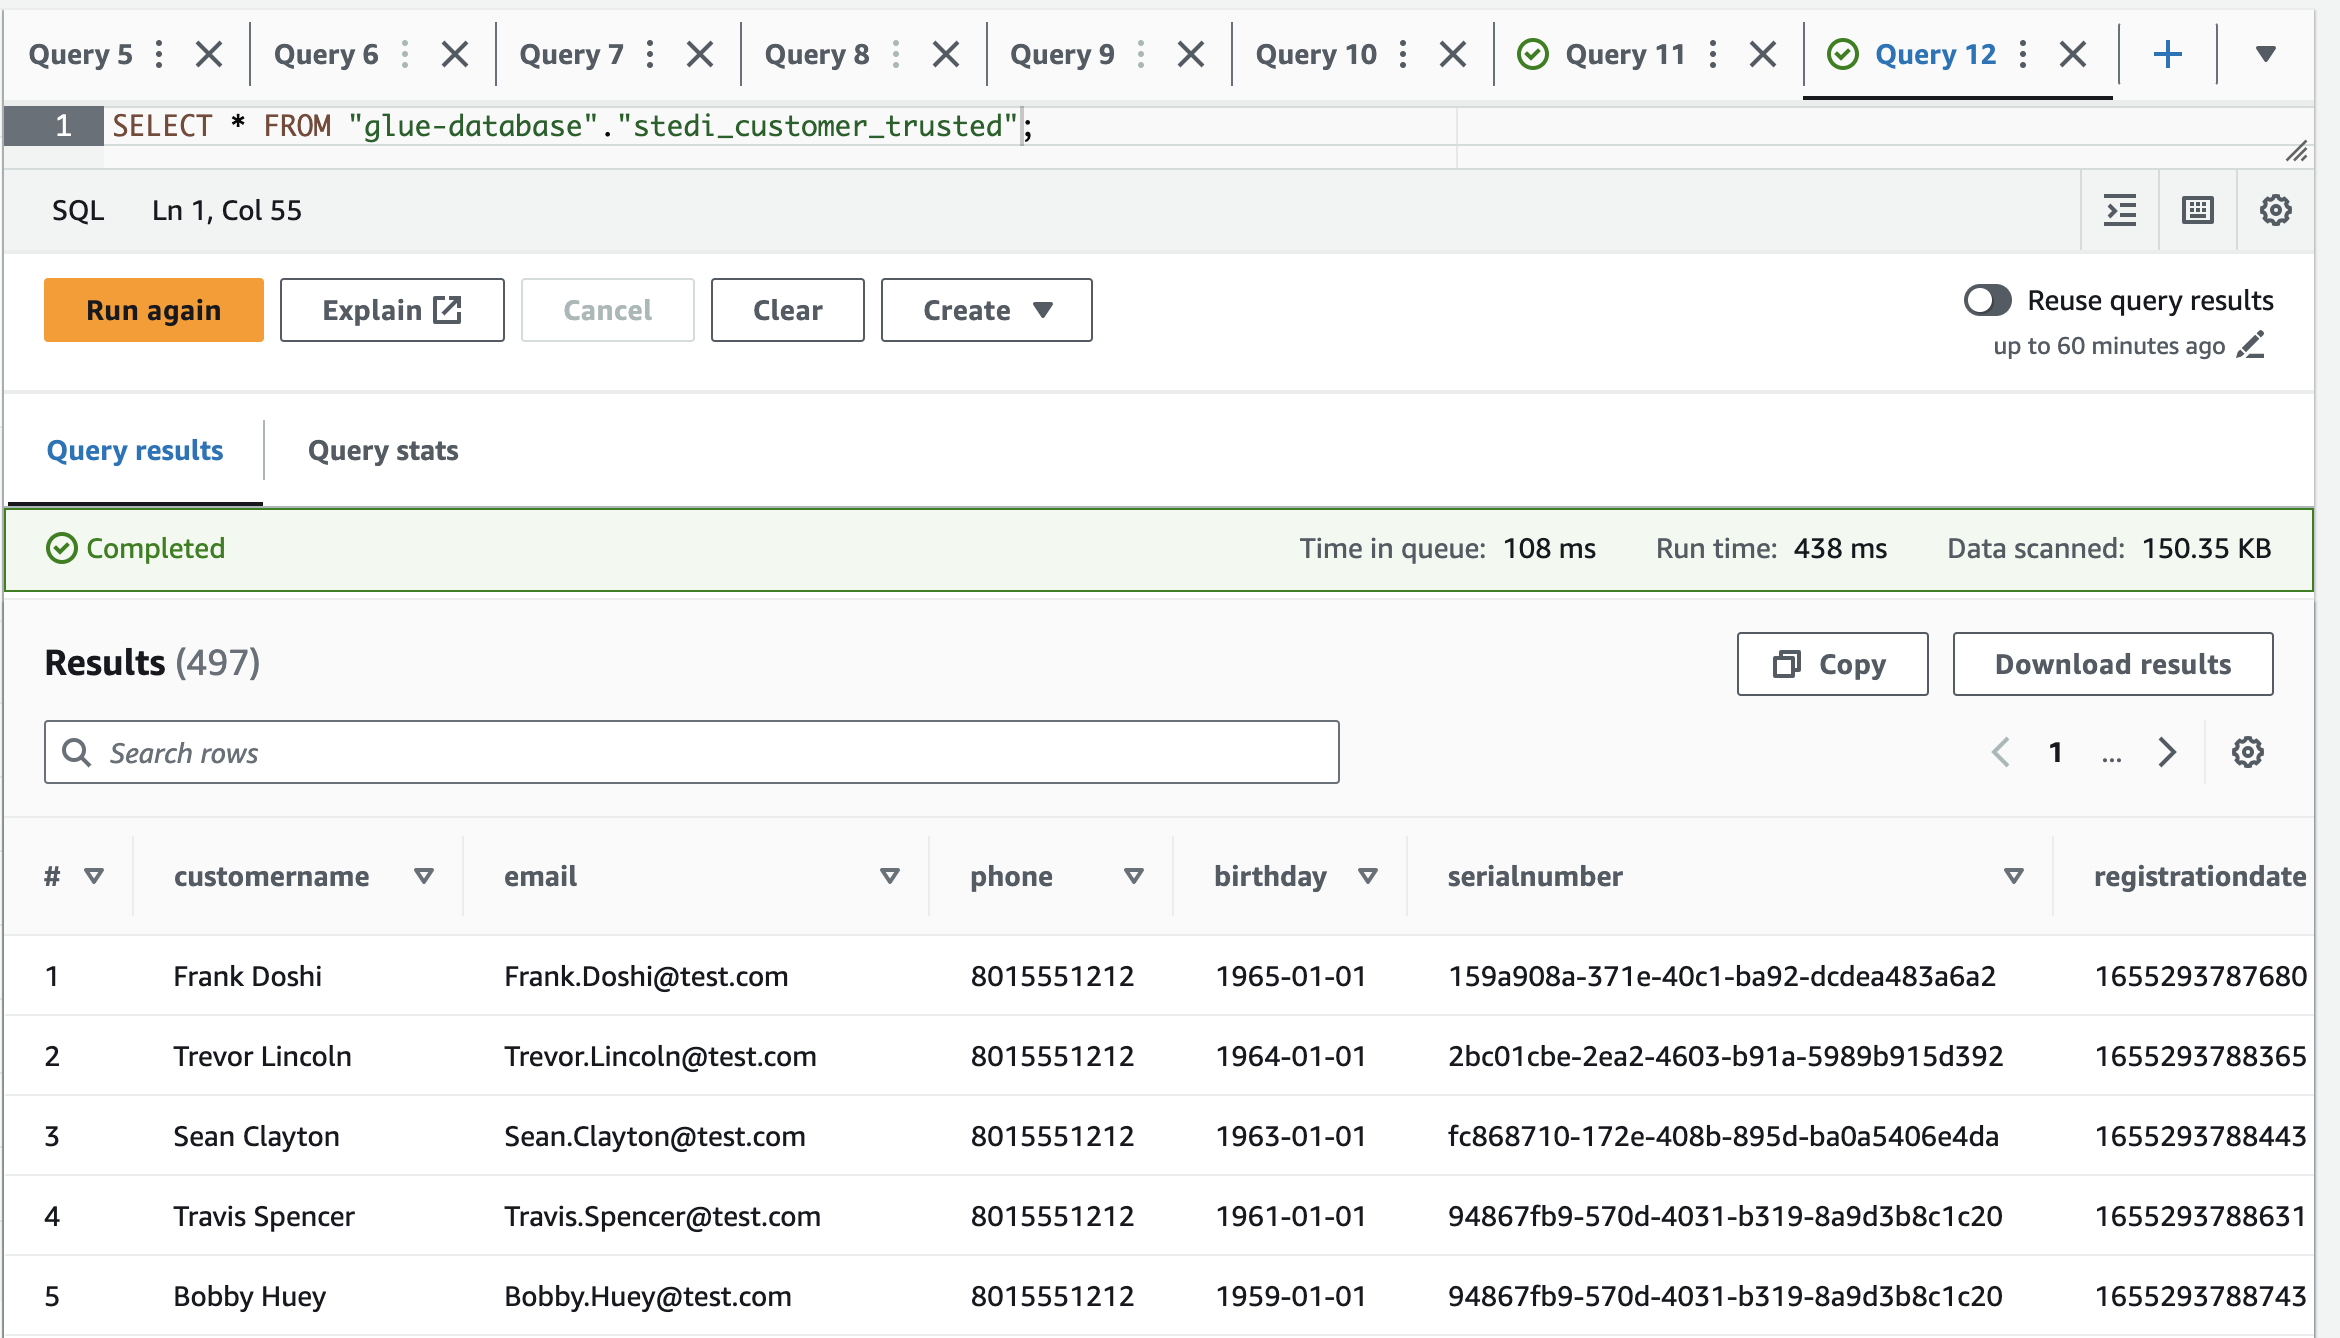 Query 5 Query 6 Query 7 Query 8 Query 9 Query 10 Query 11 Query 12
1 SELECT * FROM "glue-database"."stedi_customer_trusted";
SQL Ln 1, Col 55
Run again Explain Cancel Clear Create Reuse query results
up to 60 minutes ago
Query results Query stats
Completed Time in queue: 108 ms Run time: 438 ms Data scanned: 150.35 KB
Results (497) Copy Download results
Search rows 1 ...
# customername email phone birthday serialnumber registrationdate
1 Frank Doshi Frank.Doshi@test.com 8015551212 1965-01-01 159a908a-371e-40c1-ba92-dcdea483a6a2 1655293787680
2 Trevor Lincoln Trevor.Lincoln@test.com 8015551212 1964-01-01 2bc01cbe-2ea2-4603-b91a-5989b915d392 1655293788365
3 Sean Clayton Sean.Clayton@test.com 8015551212 1963-01-01 fc868710-172e-408b-895d-ba0a5406e4da 1655293788443
4 Travis Spencer Travis.Spencer@test.com 8015551212 1961-01-01 94867fb9-570d-4031-b319-8a9d3b8c1c20 1655293788631
5 Bobby Huey Bobby.Huey@test.com 8015551212 1959-01-01 94867fb9-570d-4031-b319-8a9d3b8c1c20 1655293788743